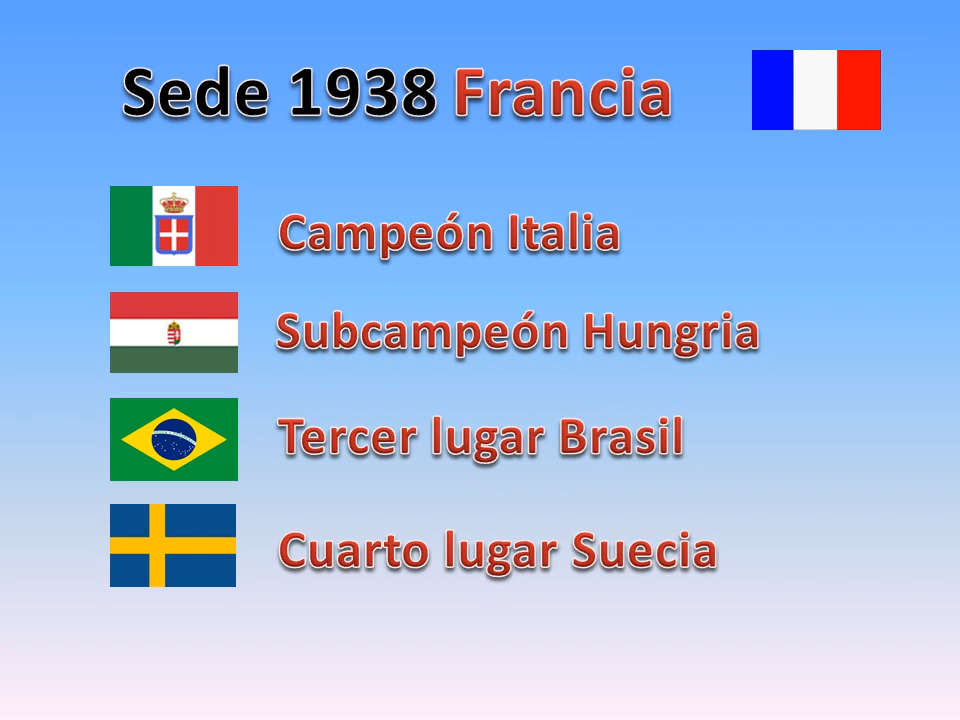 Sede 1938 Francia
Campeón Italia
Subcampeón Hungria
Tercer lugar Brasil
Cuarto lugar Suecia